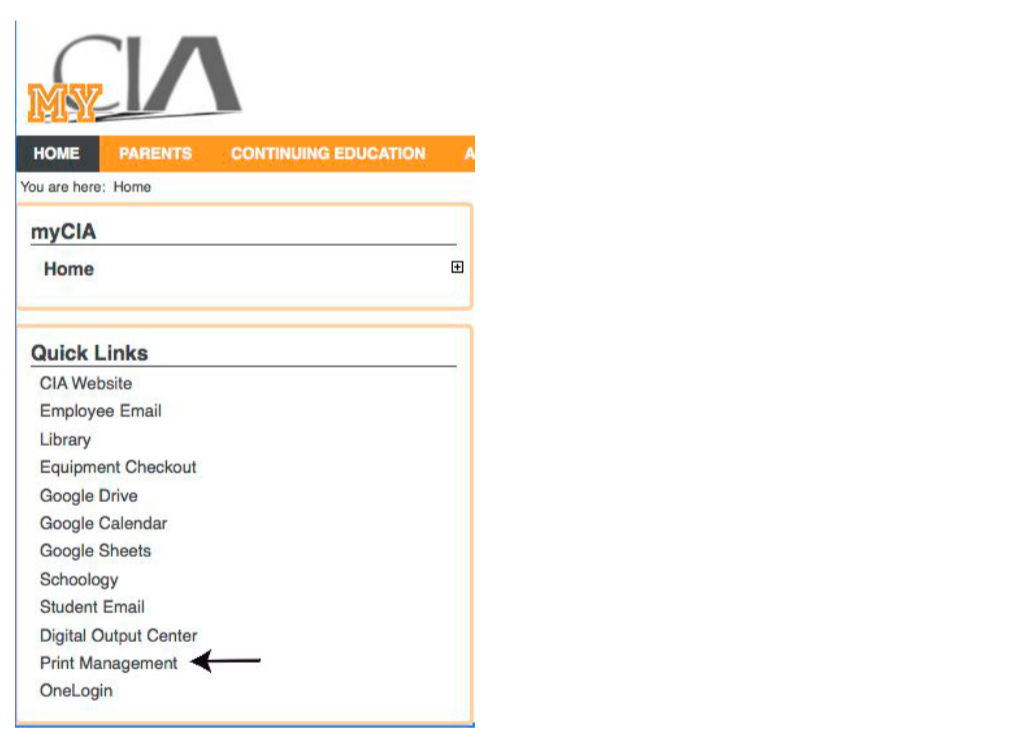 MY CIA
HOME PARENTS CONTINUING EDUCATION A
You are here: Home
myCIA
Home
Quick Links
CIA Website
Employee Email
Library
Equipment Checkout
Google Drive
Google Calendar
Google Sheets
Schoology
Student Email
Digital Output Center
Print Management
OneLogin